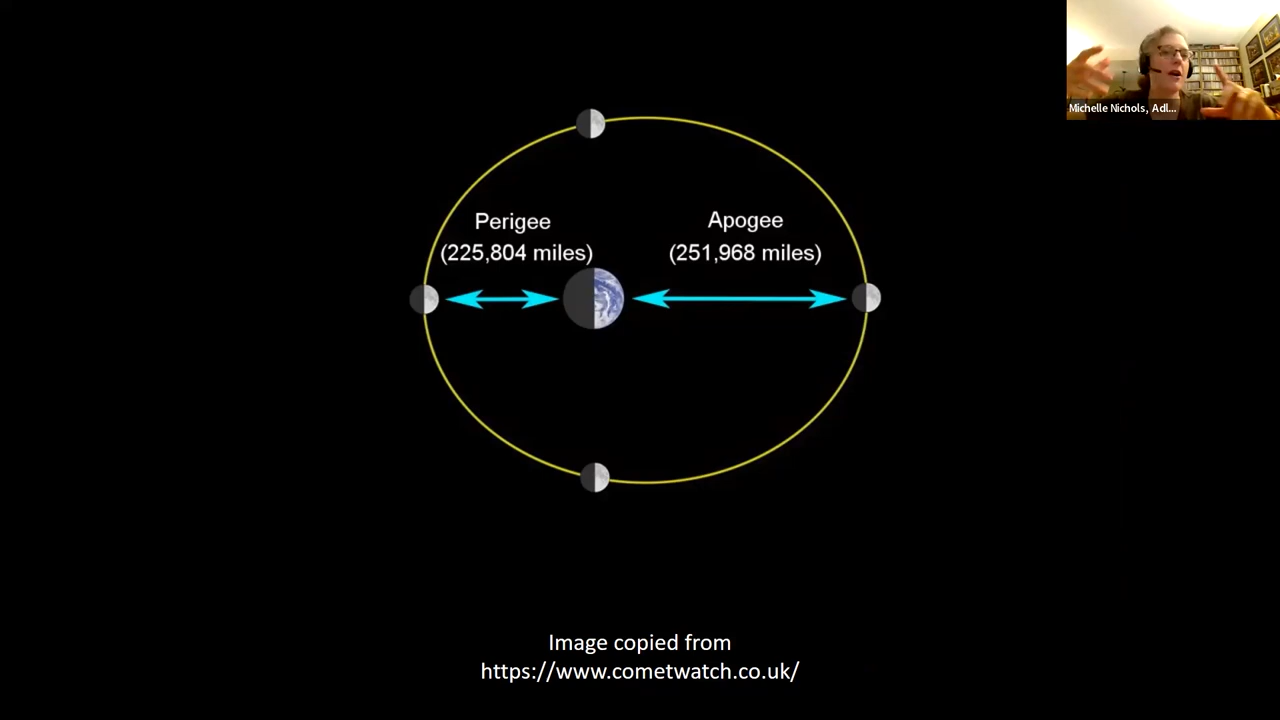 Michelle Nichols, Adl...
Perigee
(225,804 miles)
Apogee
(251,968 miles)
Image copied from
https://www.cometwatch.co.uk/